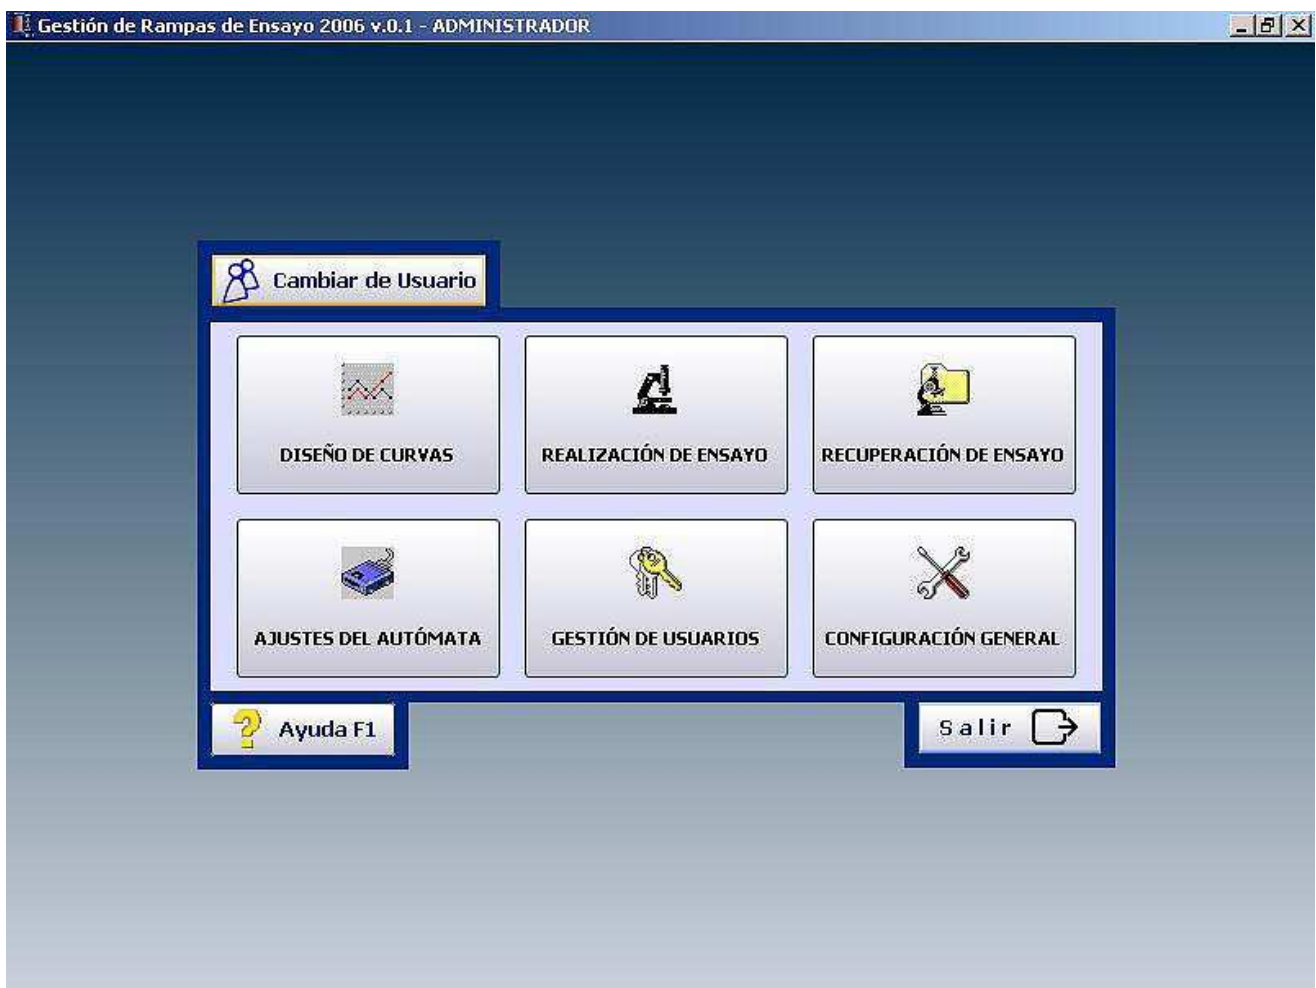 Gestión de Rampas de Ensayo 2006 v.0.1 - ADMINISTRADOR
Cambiar de Usuario
DISEÑO DE CURVAS
REALIZACIÓN DE ENSAYO
RECUPERACIÓN DE ENSAYO
AJUSTES DEL AUTÓMATA
GESTIÓN DE USUARIOS
CONFIGURACIÓN GENERAL
Ayuda F1
Salir